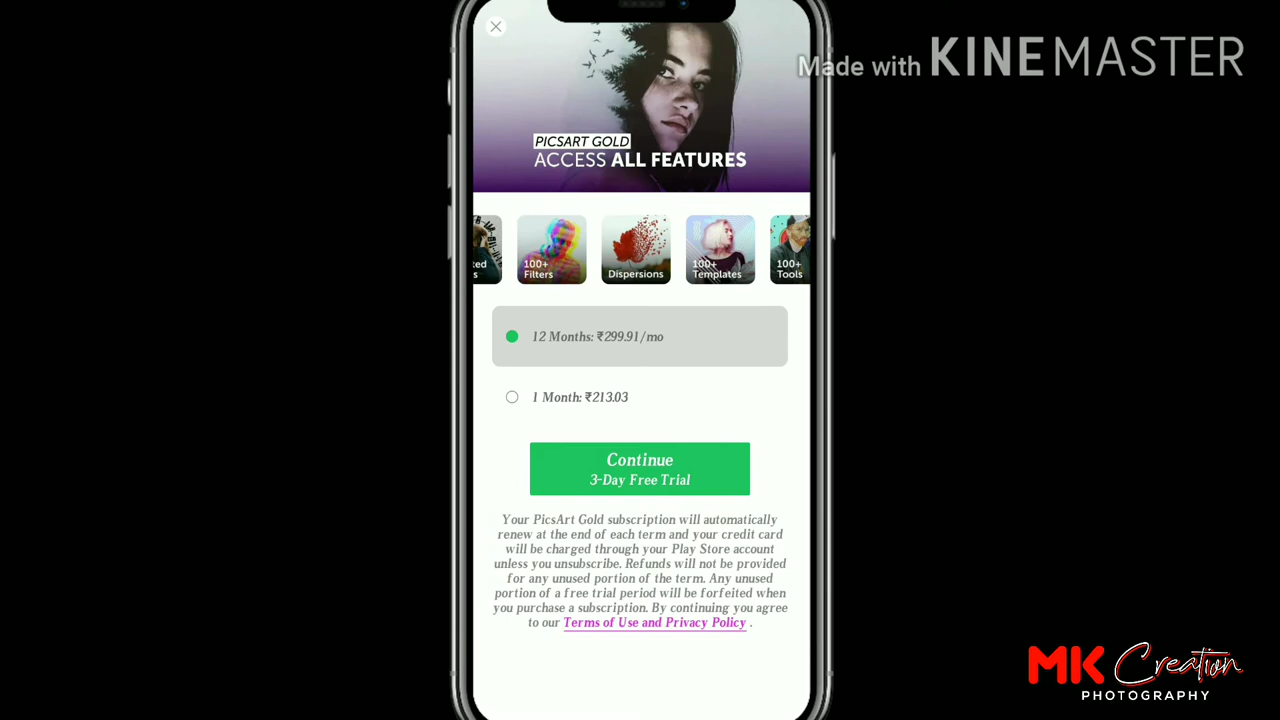 Made with KINEMASTER
PICSART GOLD
ACCESS ALL FEATURES
ted
s
100+
Filters
Dispersions
100+
Templates
100+
Tools
12 Months: ₹299.91/mo
1 Month: ₹213.03
Continue
3-Day Free Trial
Your PicsArt Gold subscription will automatically
renew at the end of each term and your credit card
will be charged through your Play Store account
unless you unsubscribe. Refunds will not be provided
for any unused portion of the term. Any unused
portion of a free trial period will be forfeited when
you purchase a subscription. By continuing you agree
to our Terms of Use and Privacy Policy .
MK Creation
PHOTOGRAPHY